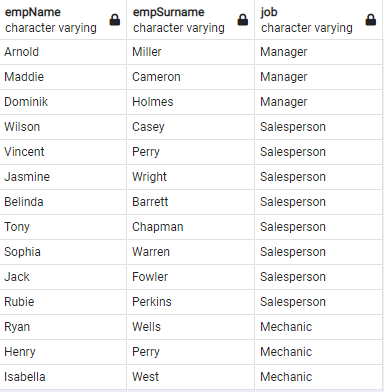 empName empSurname job
character varying character varying character varying
Arnold Miller Manager
Maddie Cameron Manager
Dominik Holmes Manager
Wilson Casey Salesperson
Vincent Perry Salesperson
Jasmine Wright Salesperson
Belinda Barrett Salesperson
Tony Chapman Salesperson
Sophia Warren Salesperson
Jack Fowler Salesperson
Rubie Perkins Salesperson
Ryan Wells Mechanic
Henry Perry Mechanic
Isabella West Mechanic